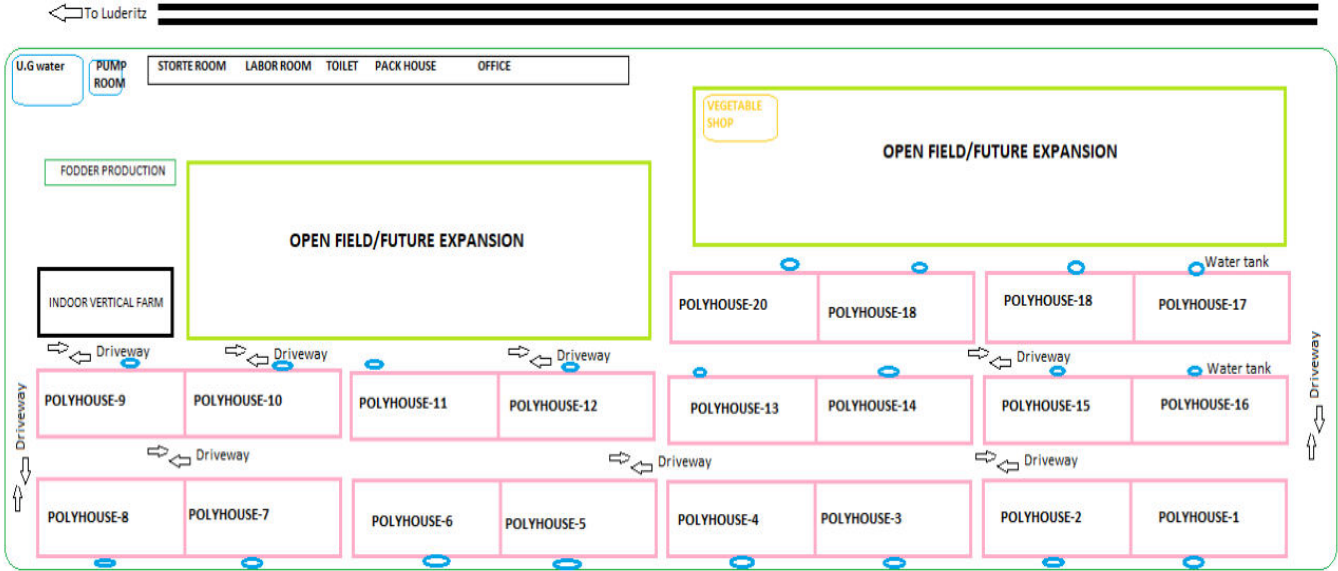 To Luderitz
U.G water
PUMP
ROOM
STORTE ROOM LABOR ROOM TOILET PACK HOUSE OFFICE
VEGETABLE
SHOP
OPEN FIELD/FUTURE EXPANSION
FODDER PRODUCTION
OPEN FIELD/FUTURE EXPANSION
INDOOR VERTICAL FARM
Water tank
POLYHOUSE-20 POLYHOUSE-18 POLYHOUSE-18 POLYHOUSE-17
Driveway Driveway Driveway Driveway
Water tank
Driveway
Driveway
POLYHOUSE-9 POLYHOUSE-10 POLYHOUSE-11 POLYHOUSE-12 POLYHOUSE-13 POLYHOUSE-14 POLYHOUSE-15 POLYHOUSE-16
Driveway Driveway Driveway
POLYHOUSE-8 POLYHOUSE-7 POLYHOUSE-6 POLYHOUSE-5 POLYHOUSE-4 POLYHOUSE-3 POLYHOUSE-2 POLYHOUSE-1